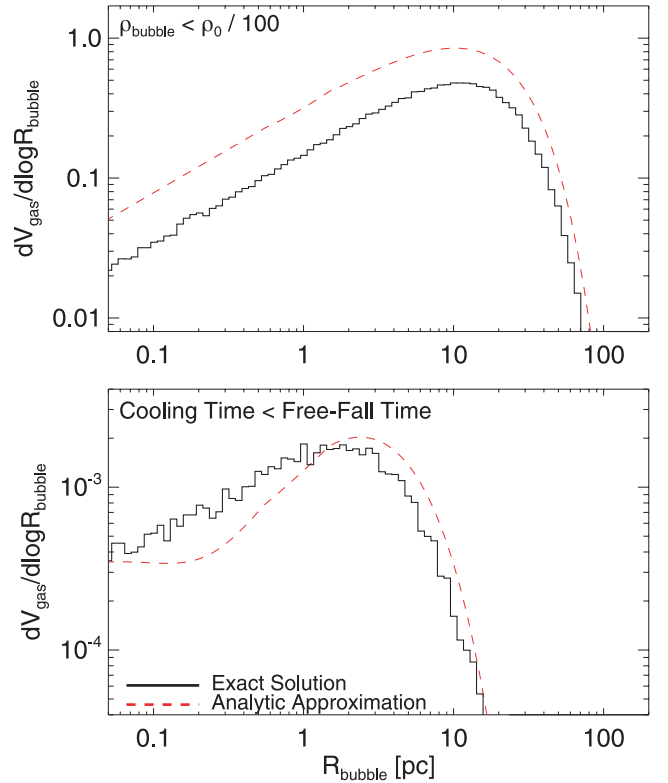 ρbubble < ρ0 / 100
dVgas/dlogRbubble
1.0
0.1
0.01
0.1 1 10 100
Cooling Time < Free-Fall Time
dVgas/dlogRbubble
10-3
10-4
Exact Solution
Analytic Approximation
0.1 1 10 100
Rbubble [pc]